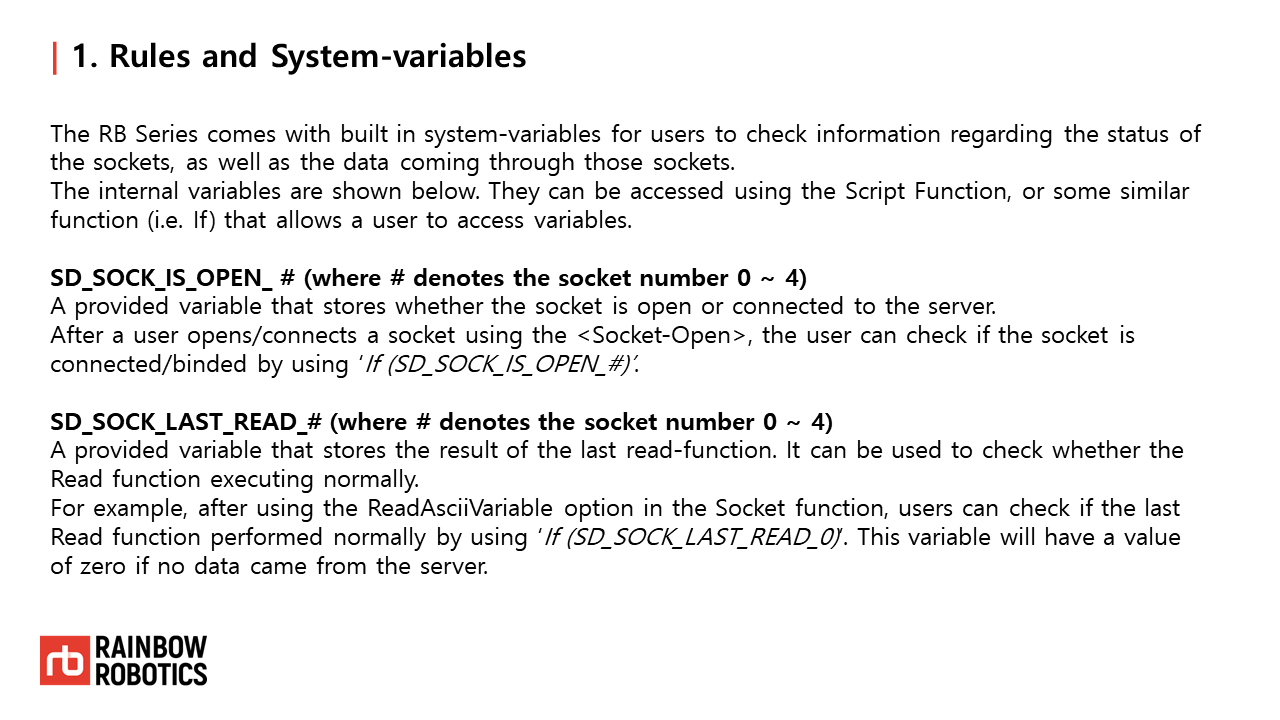 | 1. Rules and System-variables
The RB Series comes with built in system-variables for users to check information regarding the status of
the sockets, as well as the data coming through those sockets.
The internal variables are shown below. They can be accessed using the Script Function, or some similar
function (i.e. If) that allows a user to access variables.
SD_SOCK_IS_OPEN_ # (where # denotes the socket number 0 ~ 4)
A provided variable that stores whether the socket is open or connected to the server.
After a user opens/connects a socket using the <Socket-Open>, the user can check if the socket is
connected/binded by using ‘If (SD_SOCK_IS_OPEN_#)’.
SD_SOCK_LAST_READ_# (where # denotes the socket number 0 ~ 4)
A provided variable that stores the result of the last read-function. It can be used to check whether the
Read function executing normally.
For example, after using the ReadAsciiVariable option in the Socket function, users can check if the last
Read function performed normally by using ‘If (SD_SOCK_LAST_READ_0)’. This variable will have a value
of zero if no data came from the server.
rb RAINBOW
ROBOTICS